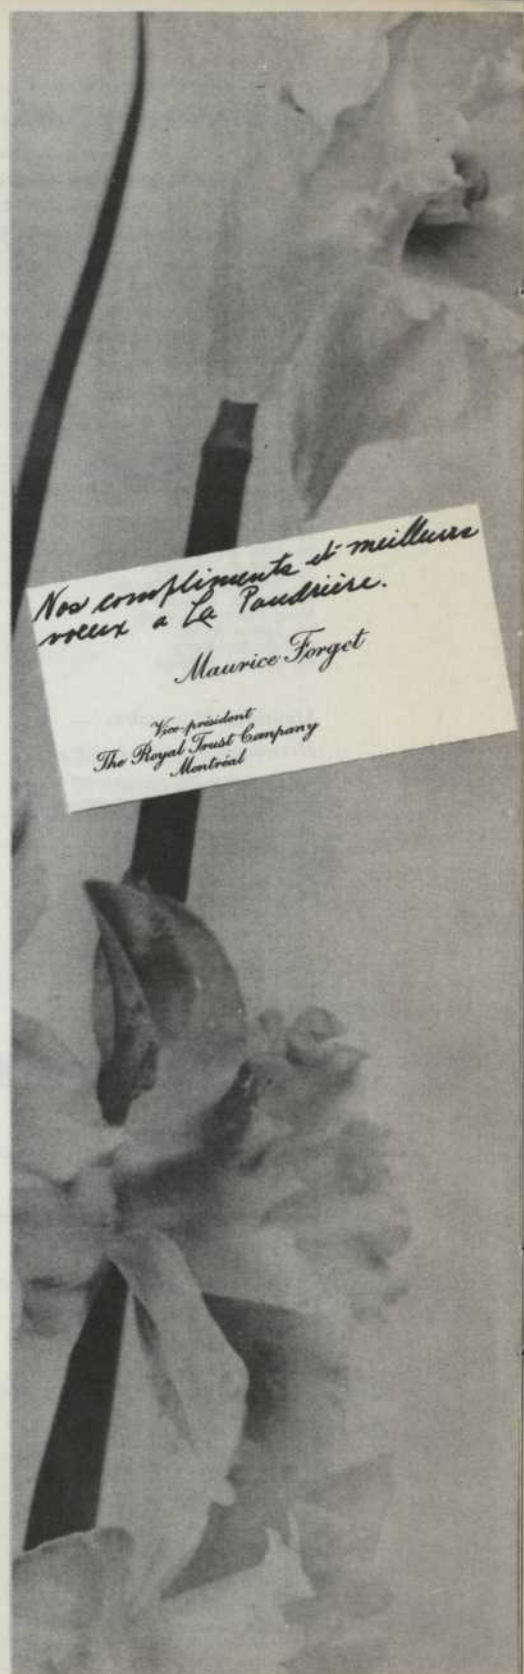 Nos compliments et meilleurs
voeux a La Poudrière.
Maurice Forget
Vice-président
The Royal Trust Company
Montréal